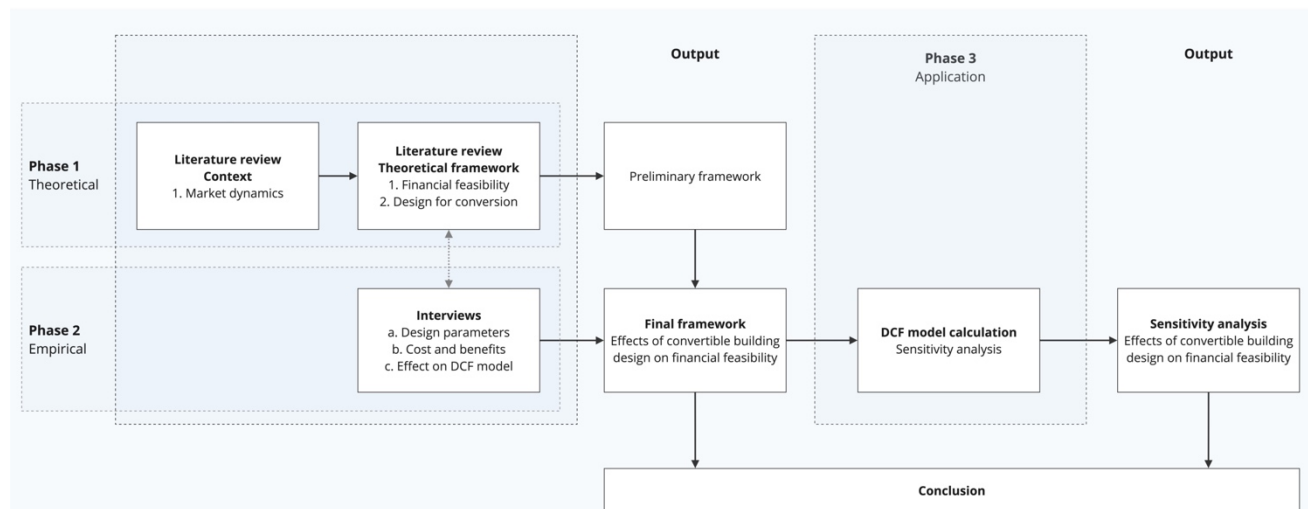 Output
Phase 3
Application
Output
Phase 1
Theoretical
Literature review
Context
1. Market dynamics
Literature review
Theoretical framework
1. Financial feasibility
2. Design for conversion
Preliminary framework
Phase 2
Empirical
Interviews
a. Design parameters
b. Cost and benefits
c. Effect on DCF model
Final framework
Effects of convertible building
design on financial feasibility
DCF model calculation
Sensitivity analysis
Sensitivity analysis
Effects of convertible building
design on financial feasibility
Conclusion